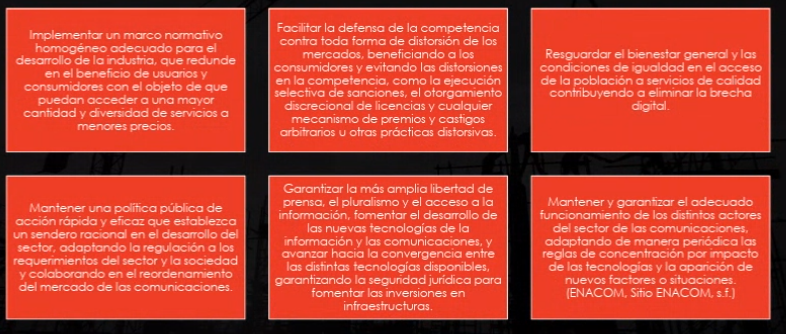 Implementar un marco normativo
homogéneo adecuado para el
desarrollo de la industria, que redunde
en el beneficio de usuarios y
consumidores con el objeto de que
puedan acceder a una mayor
cantidad y diversidad de servicios a
menores precios.
Facilitar la defensa de la competencia
contra toda forma de distorsión de los
mercados, beneficiando a los
consumidores y evitando las distorsiones
en la competencia, como la ejecución
selectiva de sanciones, el otorgamiento
discrecional de licencias y cualquier
mecanismo de premios y castigos
arbitrarios u otras prácticas distorsivas.
Resguardar el bienestar general y las
condiciones de igualdad en el acceso
de la población a servicios de calidad
contribuyendo a eliminar la brecha
digital.
Mantener una política pública de
acción rápida y eficaz que establezca
un sendero racional en el desarrollo del
sector, adaptando la regulación a los
requerimientos del sector y la sociedad
y colaborando en el reordenamiento
del mercado de las comunicaciones.
Garantizar la más amplia libertad de
prensa, el pluralismo y el acceso a la
información, fomentar el desarrollo de
las nuevas tecnologías de la
información y las comunicaciones, y
avanzar hacia la convergencia entre
las distintas tecnologías disponibles,
garantizando la seguridad jurídica para
fomentar las inversiones en
infraestructuras.
Mantener y garantizar el adecuado
funcionamiento de los distintos actores
del sector de las comunicaciones,
adaptando de manera periódica las
reglas de concentración por impacto
de las tecnologías y la aparición de
nuevos factores o situaciones.
(ENACOM, Sitio ENACOM, s.f.)